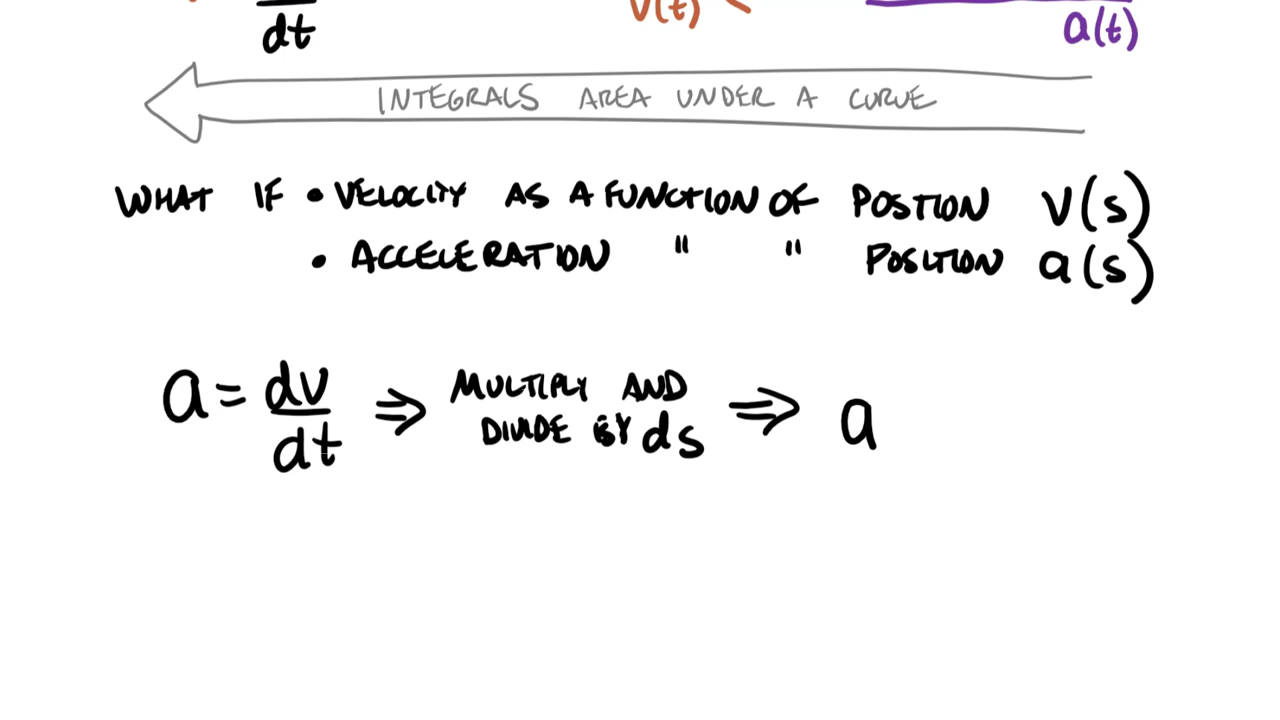 dt v(t) a(t)
INTEGRALS AREA UNDER A CURVE
WHAT IF • VELOCITY AS A FUNCTION OF POSTION v(s)
• ACCELERATION " " POSITION a(s)
a = dv/dt ⇒ MULTIPLY AND DIVIDE BY ds ⇒ a